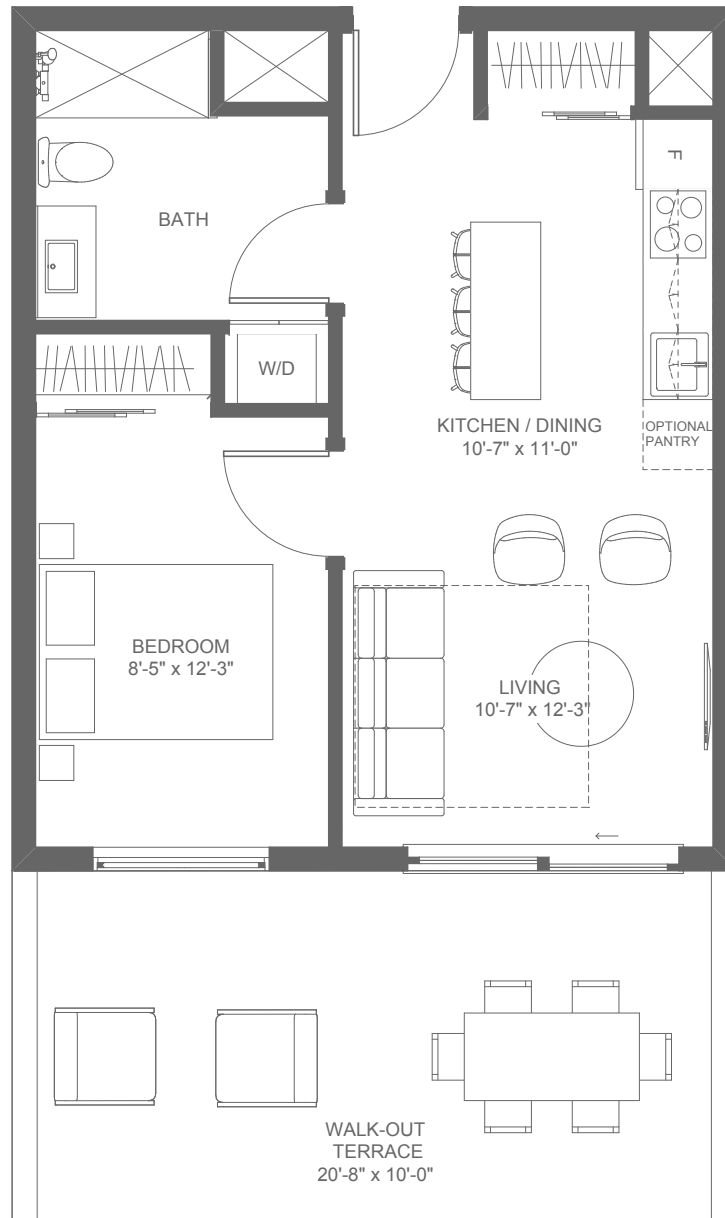 F
BATH
W/D
KITCHEN / DINING
10'-7" x 11'-0"
OPTIONAL
PANTRY
BEDROOM
8'-5" x 12'-3"
LIVING
10'-7" x 12'-3"
WALK-OUT
TERRACE
20'-8" x 10'-0"